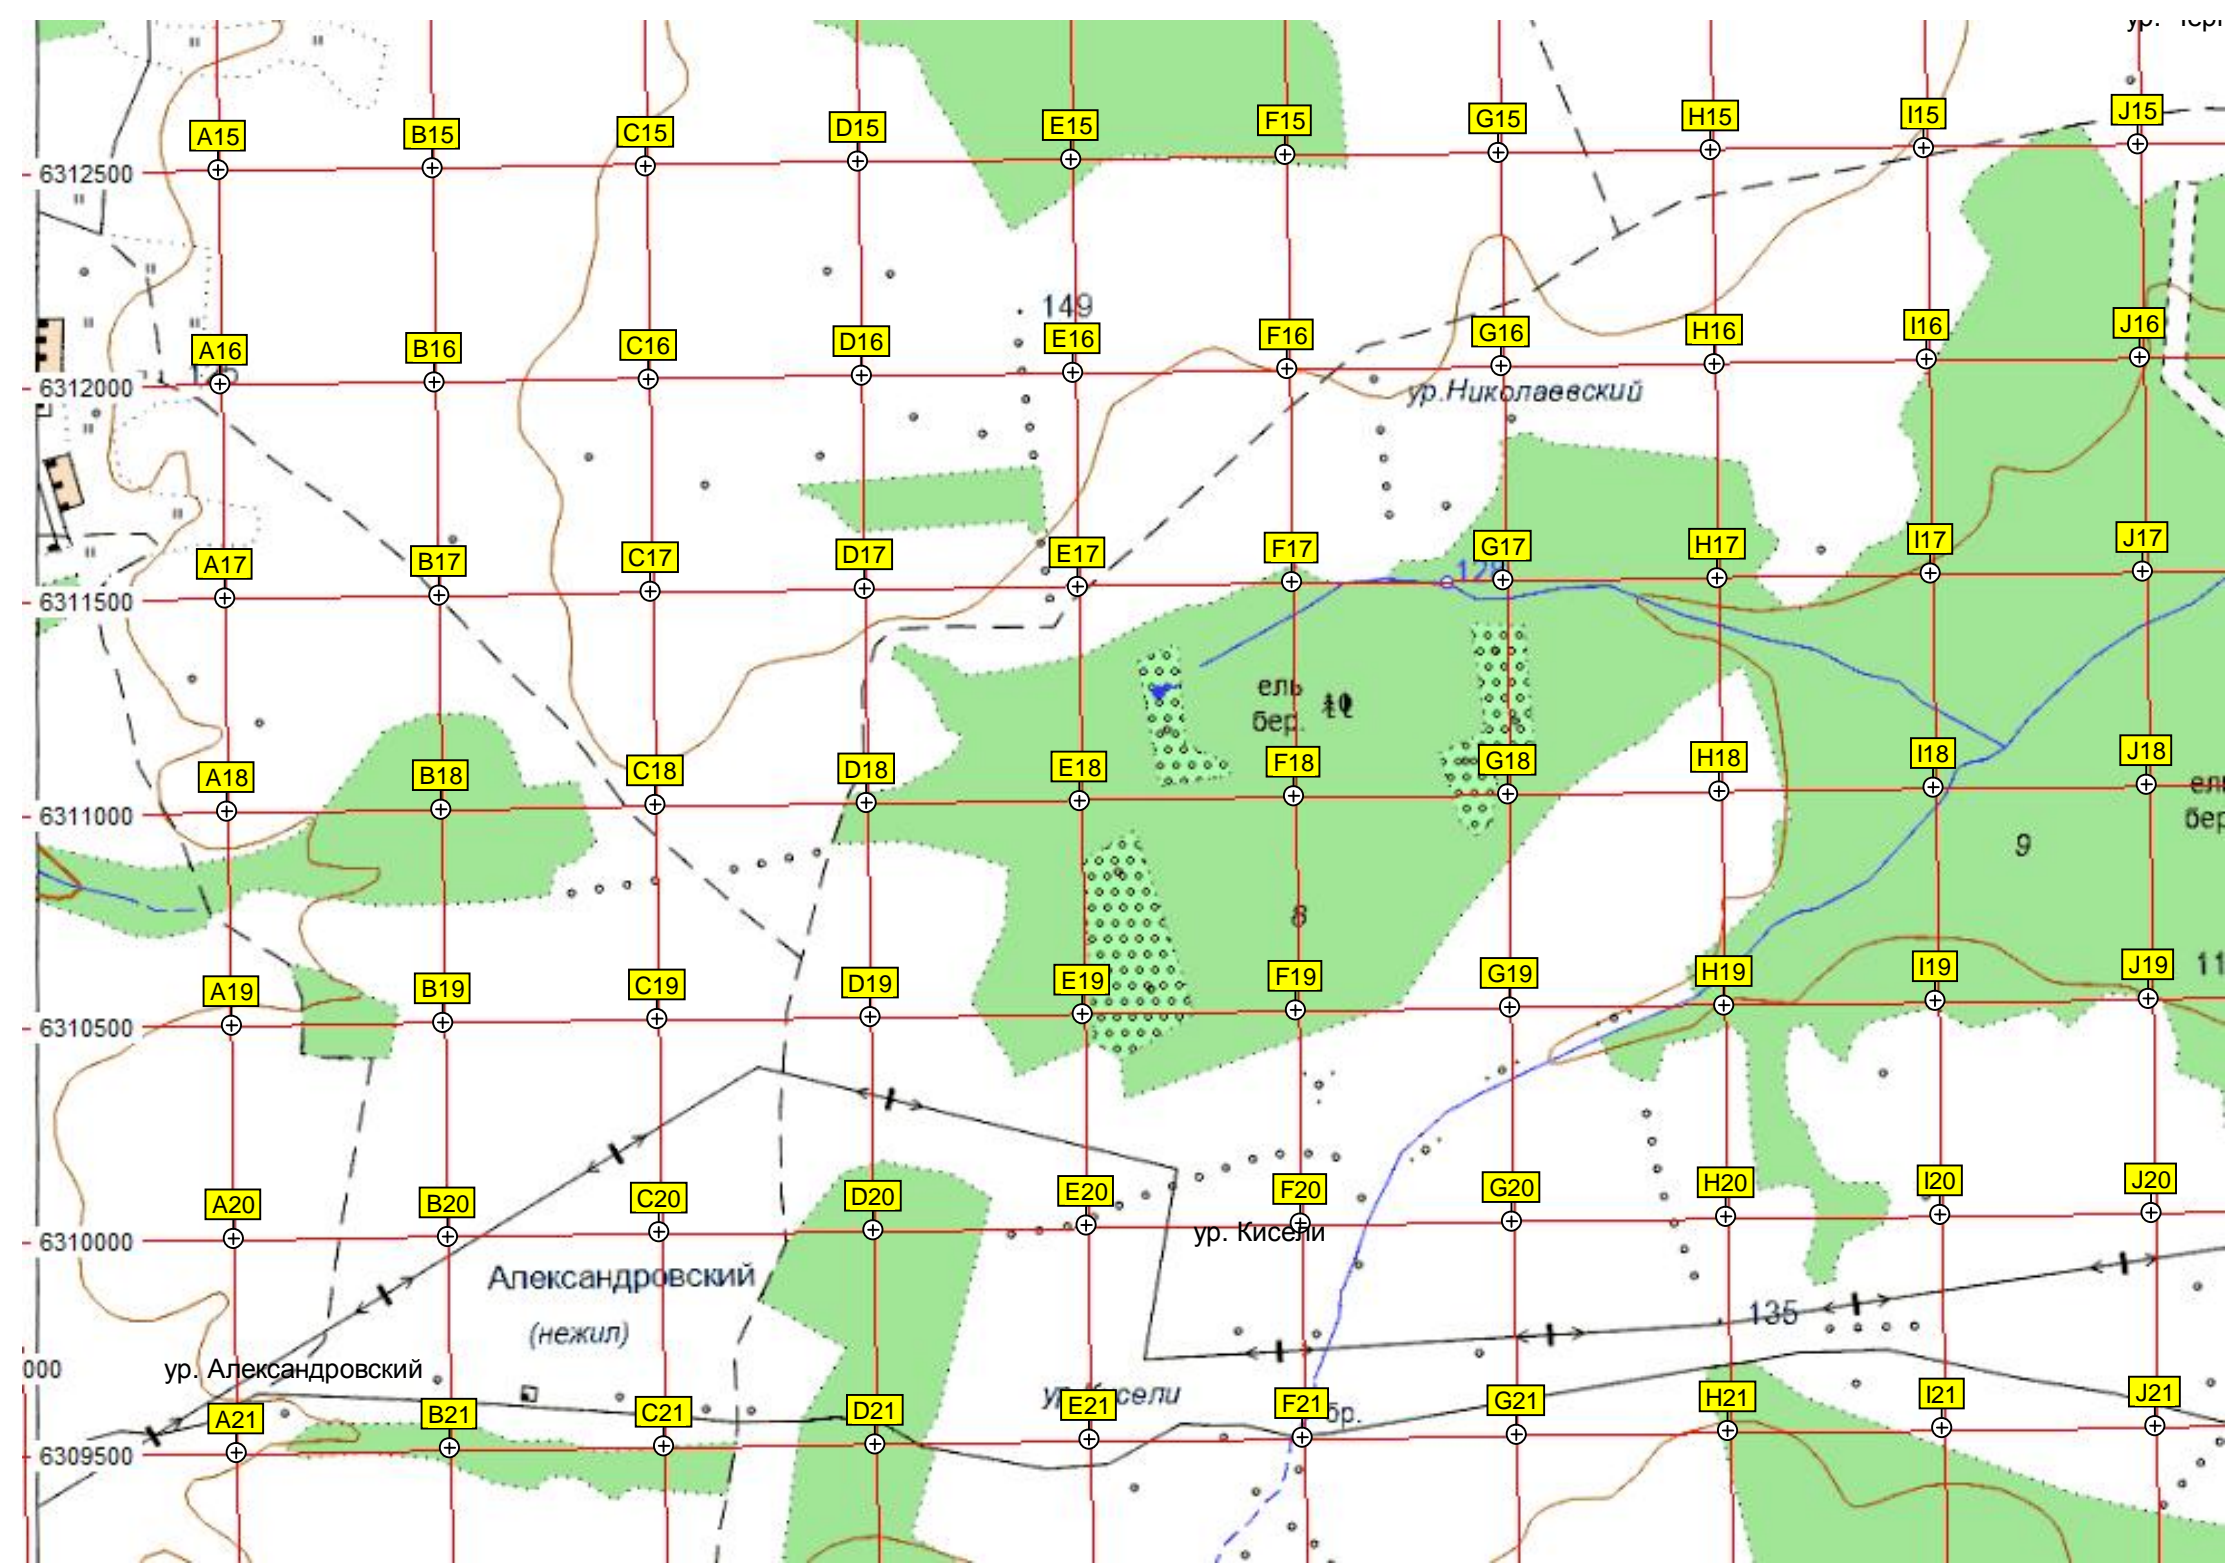 A15 B15 C15 D15 E15 F15 G15 H15 I15 J15
6312500
149
A16 B16 C16 D16 E16 F16 G16 H16 I16 J16
6312000
ур.Николаевский
A17 B17 C17 D17 E17 F17 G17 H17 I17 J17
6311500
ель
бер.
A18 B18 C18 D18 E18 F18 G18 H18 I18 J18
6311000
9
8
A19 B19 C19 D19 E19 F19 G19 H19 I19 J19
6310500
A20 B20 C20 D20 E20 F20 G20 H20 I20 J20
6310000
ур. Кисели
Александровский
(нежил)
135
000
ур. Александровский
A21 B21 C21 D21 E21 F21 G21 H21 I21 J21
бр.
6309500